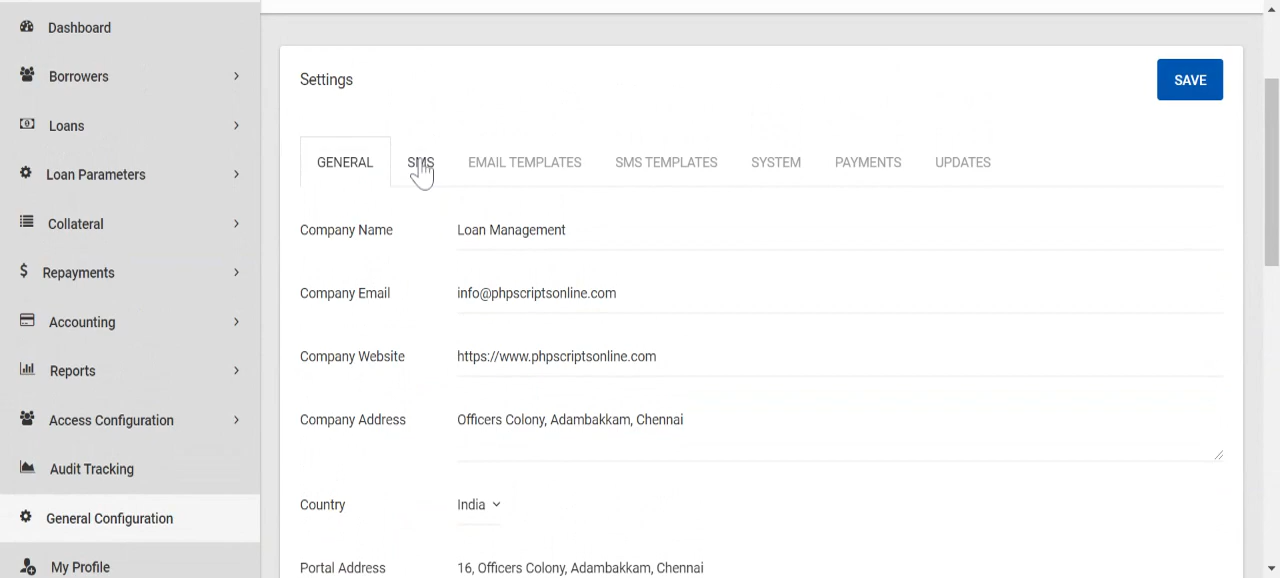 Dashboard
Borrowers
Loans
Loan Parameters
Collateral
Repayments
Accounting
Reports
Access Configuration
Audit Tracking
General Configuration
My Profile
Settings
SAVE
GENERAL SMS EMAIL TEMPLATES SMS TEMPLATES SYSTEM PAYMENTS UPDATES
Company Name Loan Management
Company Email info@phpscriptsonline.com
Company Website https://www.phpscriptsonline.com
Company Address Officers Colony, Adambakkam, Chennai
Country India
Portal Address 16, Officers Colony, Adambakkam, Chennai